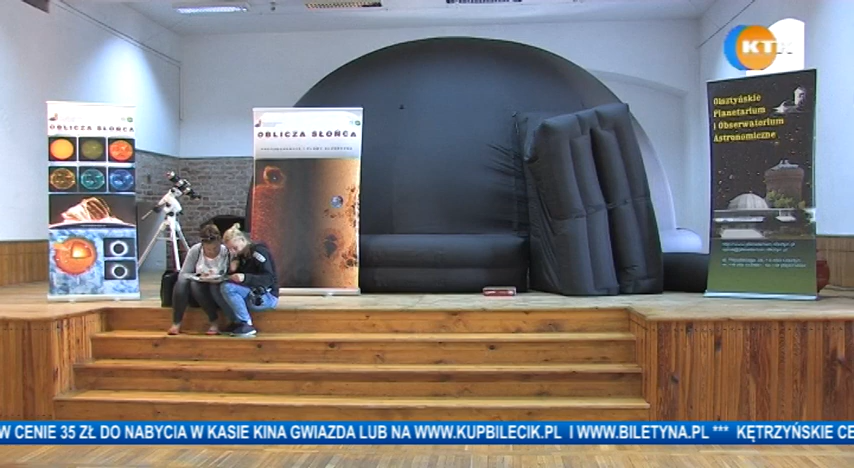 KTK
OBLICZA SŁOŃCA
OBLICZA SŁOŃCA
Olsztyńskie
Planetarium
i Obserwatorium
Astronomiczne
W CENIE 35 ZŁ DO NABYCIA W KASIE KINA GWIAZDA LUB NA WWW.KUPBILECIK.PL I WWW.BILETYNA.PL *** KĘTRZYŃSKIE CE